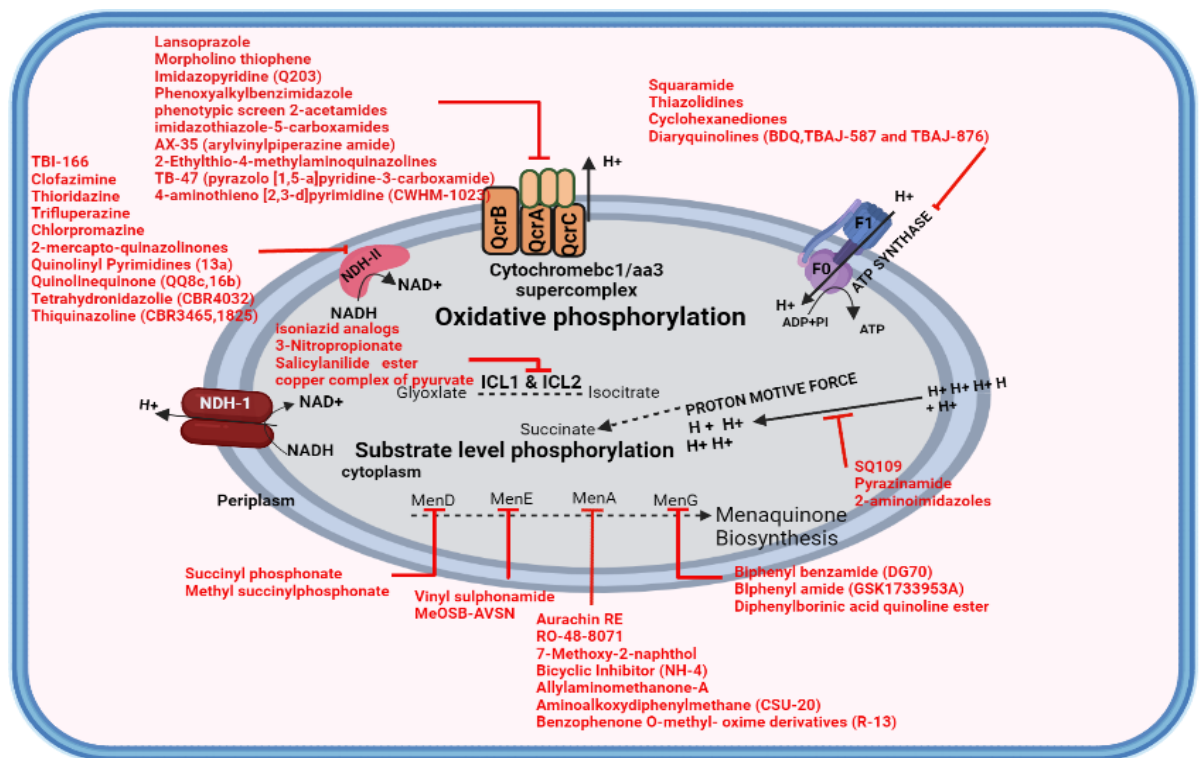 Lansoprazole
Morpholino thiophene
Imidazopyridine (Q203)
Phenoxyalkylbenzimidazole
phenotypic screen 2-acetamides
imidazothiazole-5-carboxamides
AX-35 (arylvinylpiperazine amide)
2-Ethylthio-4-methylaminoquinazolines
TB-47 (pyrazolo [1,5-a]pyridine-3-carboxamide)
4-aminothieno [2,3-d]pyrimidine (CWHM-1023)
Squaramide
Thiazolidines
Cyclohexanediones
Diaryquinolines (BDQ,TBAJ-587 and TBAJ-876)
TBI-166
Clofazimine
Thioridazine
Trifluperazine
Chlorpromazine
2-mercapto-quinazolinones
Quinolinyl Pyrimidines (13a)
Quinolinequinone (QQ8c,16b)
Tetrahydronidazolie (CBR4032)
Thiquinazoline (CBR3465,1825)
H+
QcrB
QcrA
QcrC
Cytochromebc1/aa3
supercomplex
NDH-II
NAD+
NADH
Oxidative phosphorylation
H+
F1
F0
ATP SYNTHASE
H+
ADP+PI
ATP
isoniazid analogs
3-Nitropropionate
Salicylanilide ester
copper complex of pyurvate
ICL1 & ICL2
Glyoxlate
Isocitrate
H+
NDH-1
NAD+
NADH
PROTON MOTIVE FORCE
H+ H+ H+ H
+ H+
H + H+
H+ H+
Succinate
Substrate level phosphorylation
cytoplasm
Periplasm
SQ109
Pyrazinamide
2-aminoimidazoles
MenD
MenE
MenA
MenG
Menaquinone
Biosynthesis
Succinyl phosphonate
Methyl succinylphosphonate
Vinyl sulphonamide
MeOSB-AVSN
Aurachin RE
RO-48-8071
7-Methoxy-2-naphthol
Bicyclic Inhibitor (NH-4)
Allylaminomethanone-A
Aminoalkoxydiphenylmethane (CSU-20)
Benzophenone O-methyl- oxime derivatives (R-13)
Biphenyl benzamide (DG70)
BIphenyl amide (GSK1733953A)
Diphenylborinic acid quinoline ester